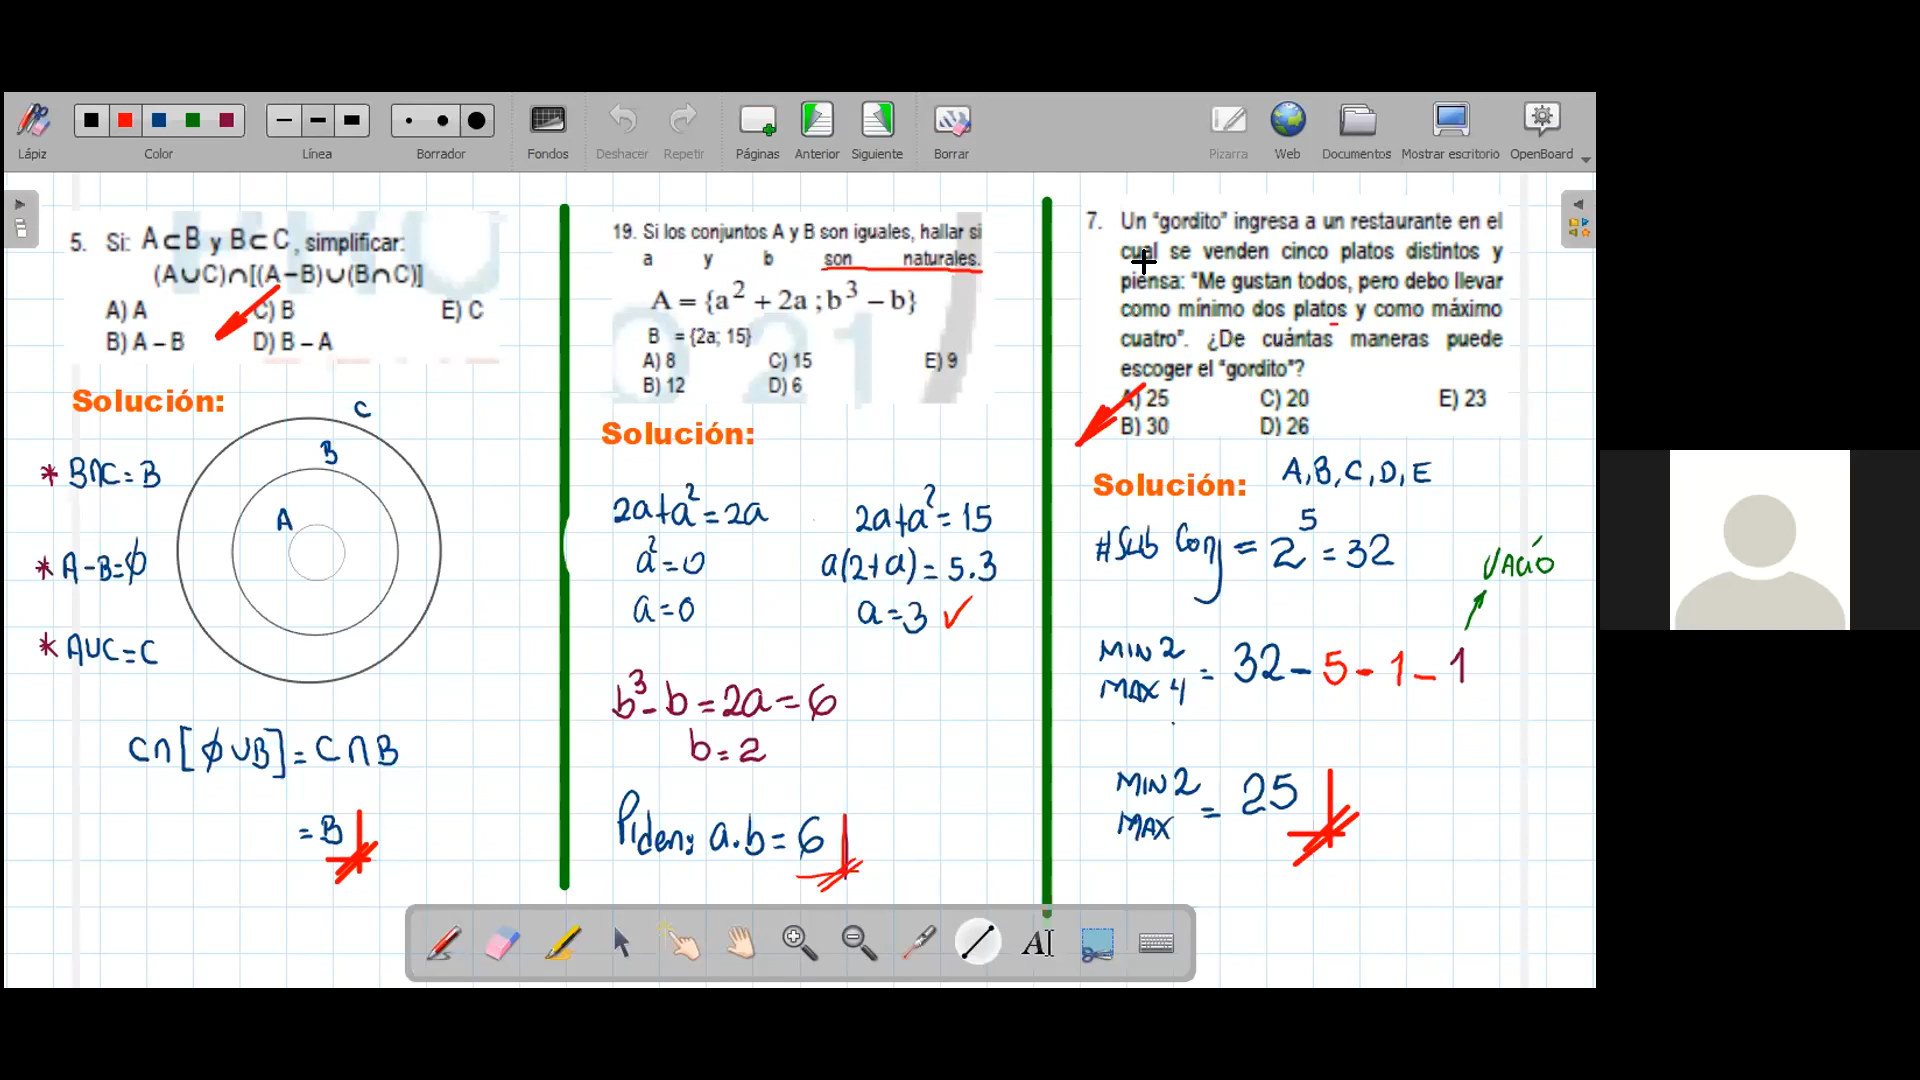 Lápiz
Color
Línea
Borrador
Fondos
Deshacer
Repetir
Páginas
Anterior
Siguiente
Borrar
Pizarra
Web
Documentos
Mostrar escritorio
OpenBoard
5. Si: A⊂B y B⊂C, simplificar:
(A∪C)∩[(A−B)∪(B∩C)]
A) A C) B E) C
B) A – B D) B – A
Solución:
C
B
A
* B∩C = B
* A-B=∅
* A∪C=C
C∩[∅∪B]= C∩B
= B
19. Si los conjuntos A y B son iguales, hallar si
a y b son naturales.
A = {a² + 2a ; b³ − b}
B = {2a; 15}
A) 8 C) 15 E) 9
B) 12 D) 6
Solución:
2a+a²=2a
a²=0
a=0
2a+a²=15
a(2+a)=5.3
a=3 ✓
b³-b=2a=6
b=2
Piden: a.b=6
7. Un “gordito” ingresa a un restaurante en el
cual se venden cinco platos distintos y
piensa: “Me gustan todos, pero debo llevar
como mínimo dos platos y como máximo
cuatro”. ¿De cuántas maneras puede
escoger el “gordito”?
A) 25 C) 20 E) 23
B) 30 D) 26
Solución: A,B,C,D,E
#Sub Conj = 2⁵ = 32
VACÍO
MIN 2
MAX 4 = 32-5-1-1
MIN 2
MAX = 25
AI